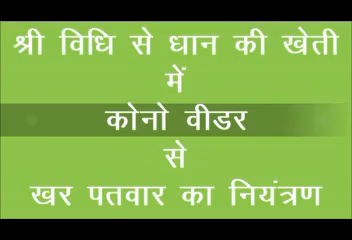 श्री विधि से धान की खेती
में
कोनो वीडर
से
खर पतवार का नियंत्रण